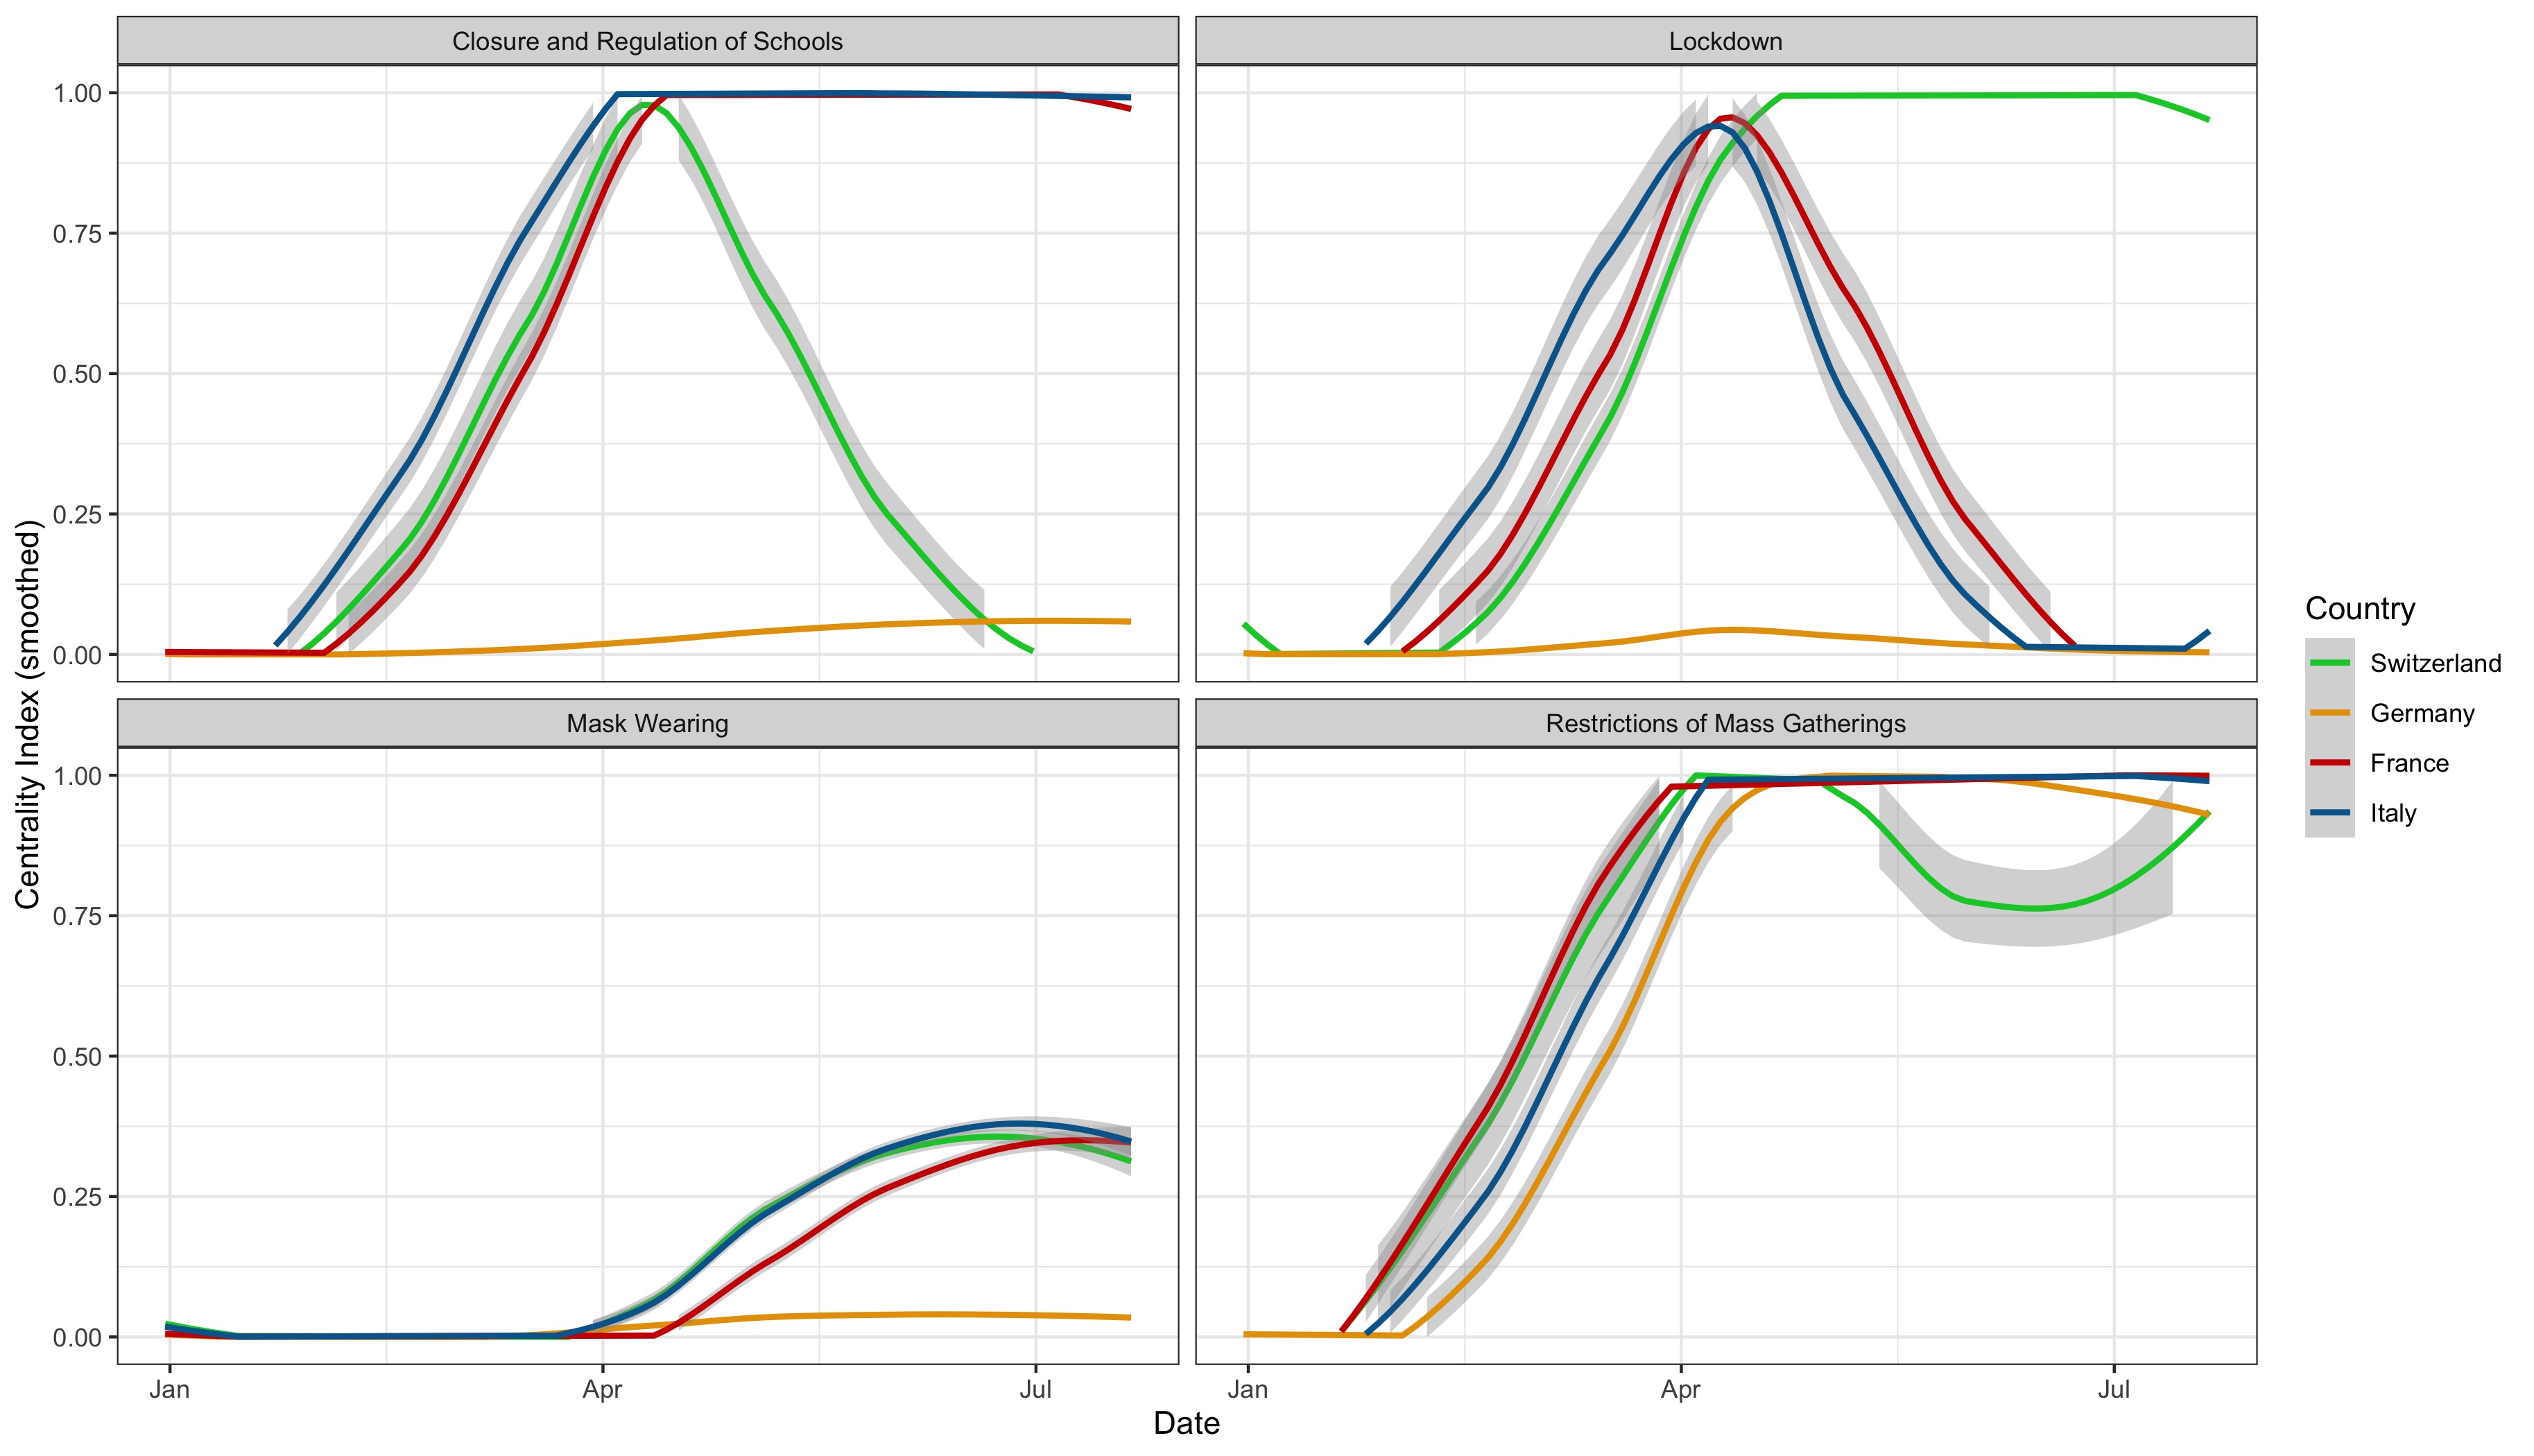 Closure and Regulation of Schools
Lockdown
1.00
0.75
0.50
0.25
0.00
Mask Wearing
Restrictions of Mass Gatherings
1.00
0.75
0.50
0.25
0.00
Jan
Apr
Jul
Jan
Apr
Jul
Date
Centrality Index (smoothed)
Country
Switzerland
Germany
France
Italy